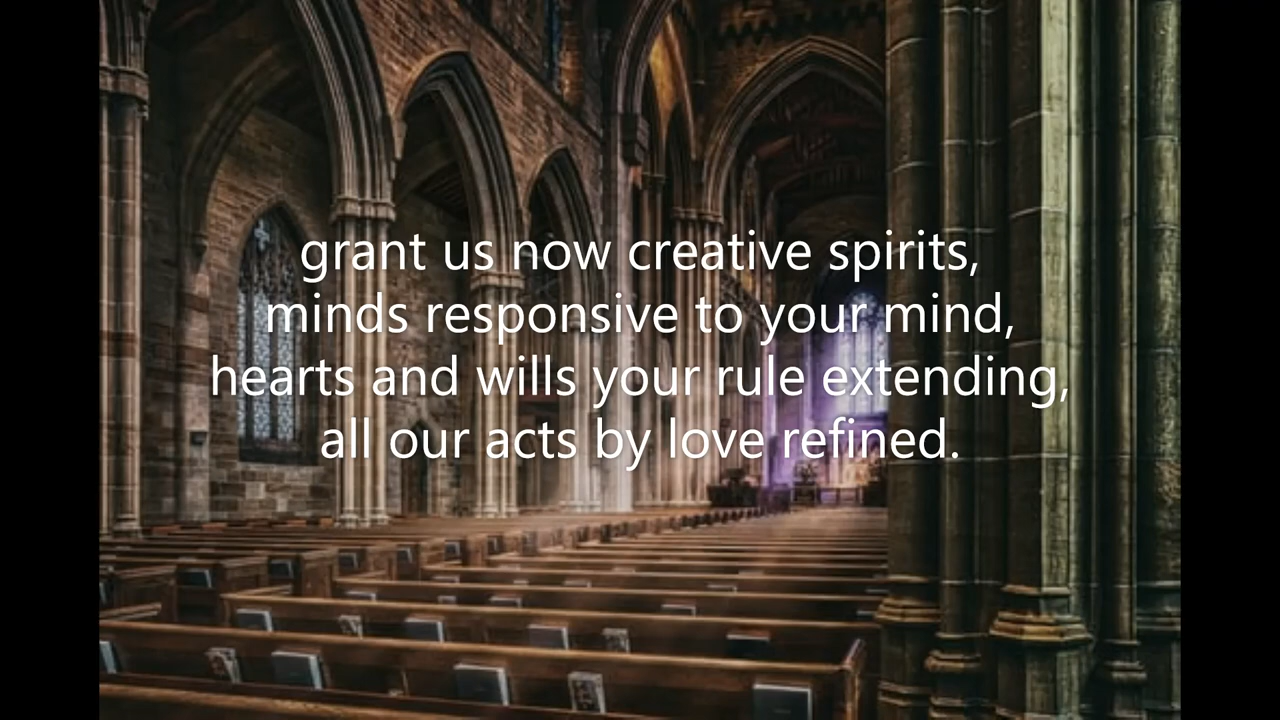 grant us now creative spirits,
minds responsive to your mind,
hearts and wills your rule extending,
all our acts by love refined.